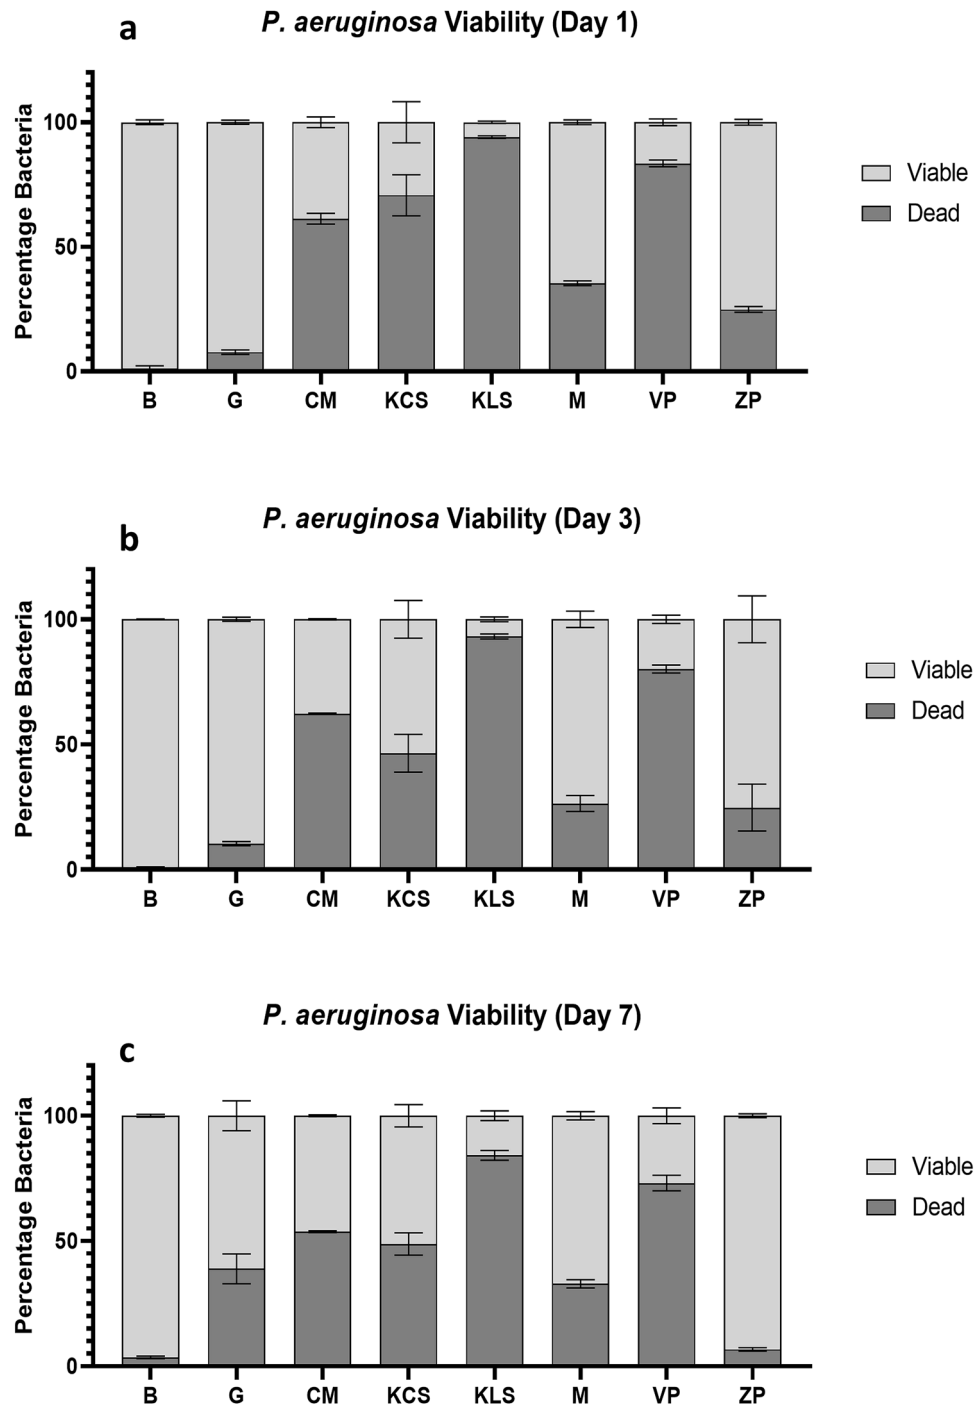 a
P. aeruginosa Viability (Day 1)
Percentage Bacteria
100
50
0
B G CM KCS KLS M VP ZP
Viable
Dead
b
P. aeruginosa Viability (Day 3)
Percentage Bacteria
100
50
0
B G CM KCS KLS M VP ZP
Viable
Dead
c
P. aeruginosa Viability (Day 7)
Percentage Bacteria
100
50
0
B G CM KCS KLS M VP ZP
Viable
Dead